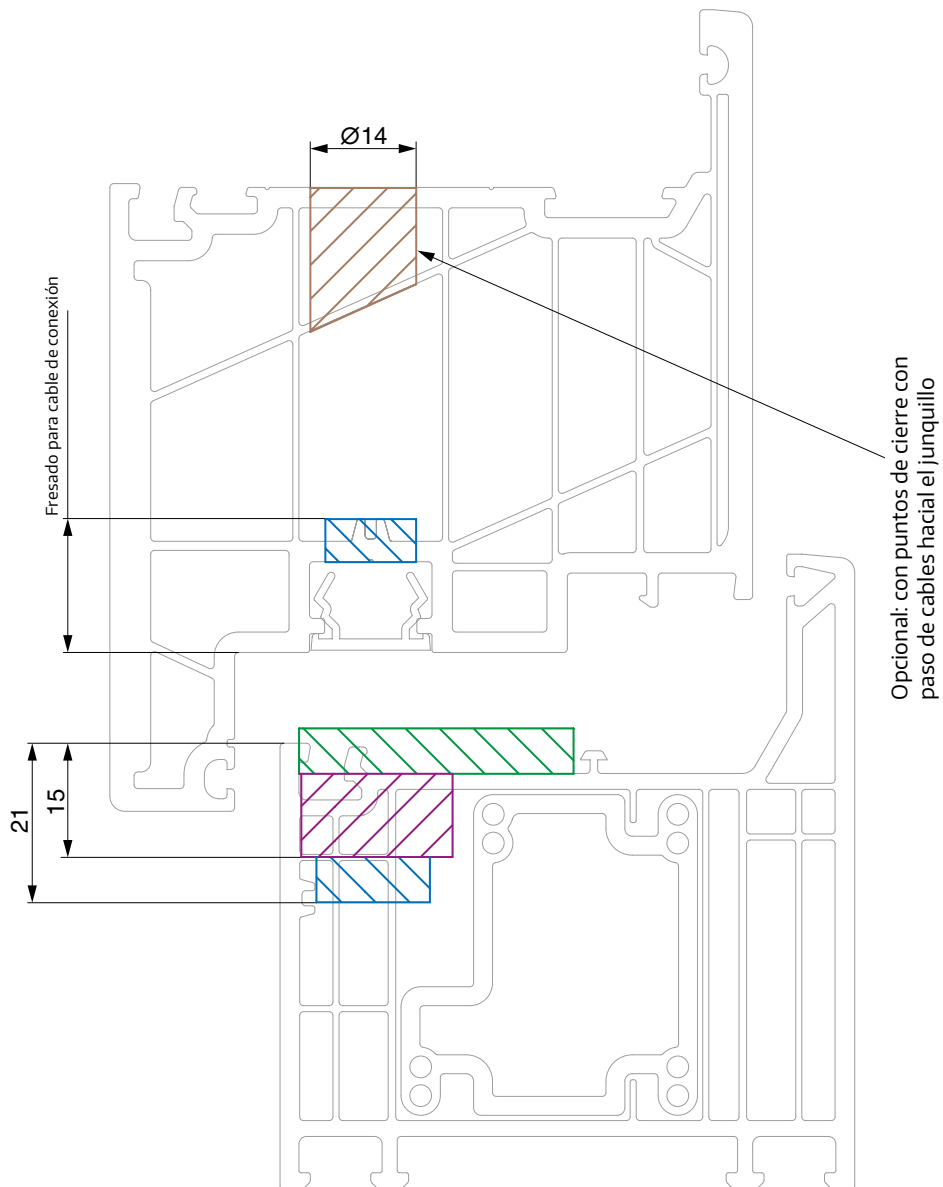 Ø14
Fresado para cable de conexión
Opcional: con puntos de cierre con
paso de cables hacial el junquillo
15
21